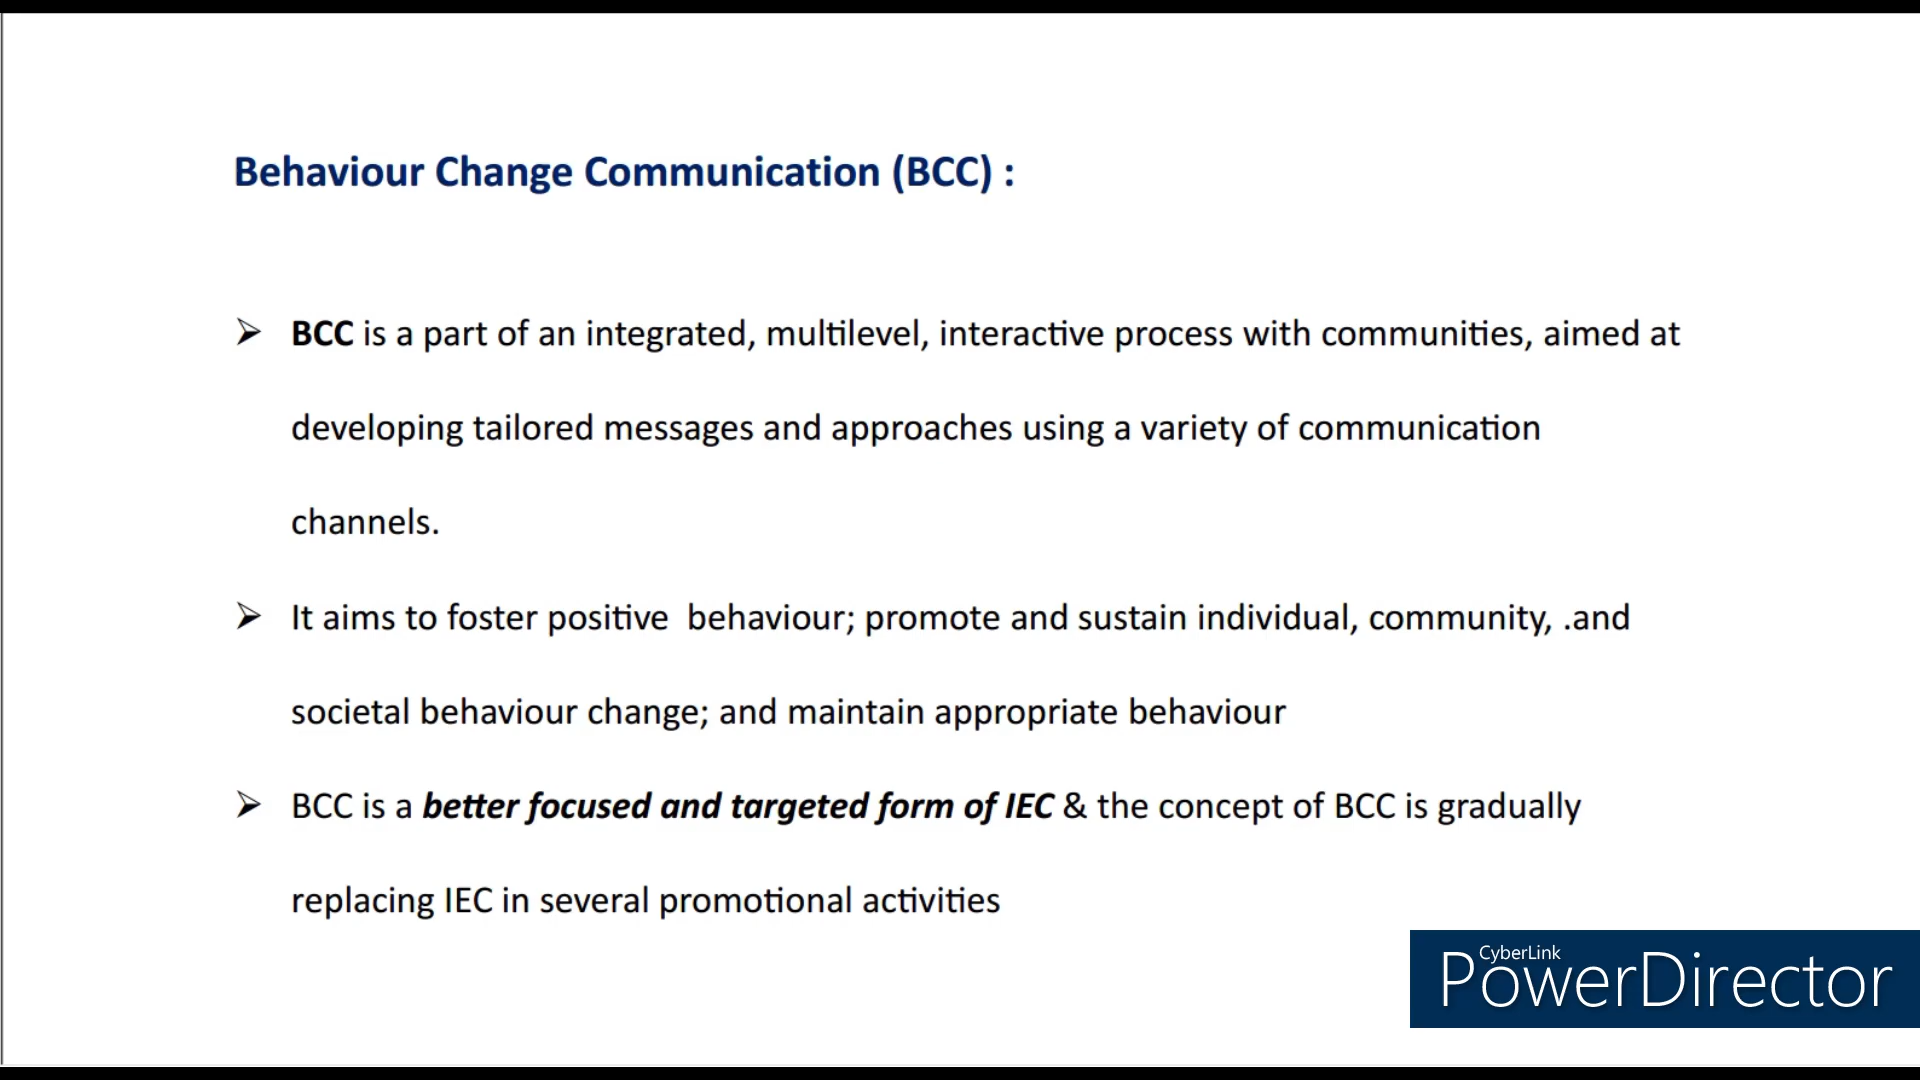 Behaviour Change Communication (BCC) :
➢ BCC is a part of an integrated, multilevel, interactive process with communities, aimed at
developing tailored messages and approaches using a variety of communication
channels.
➢ It aims to foster positive  behaviour; promote and sustain individual, community, .and
societal behaviour change; and maintain appropriate behaviour
➢ BCC is a better focused and targeted form of IEC & the concept of BCC is gradually
replacing IEC in several promotional activities
CyberLink
PowerDirector